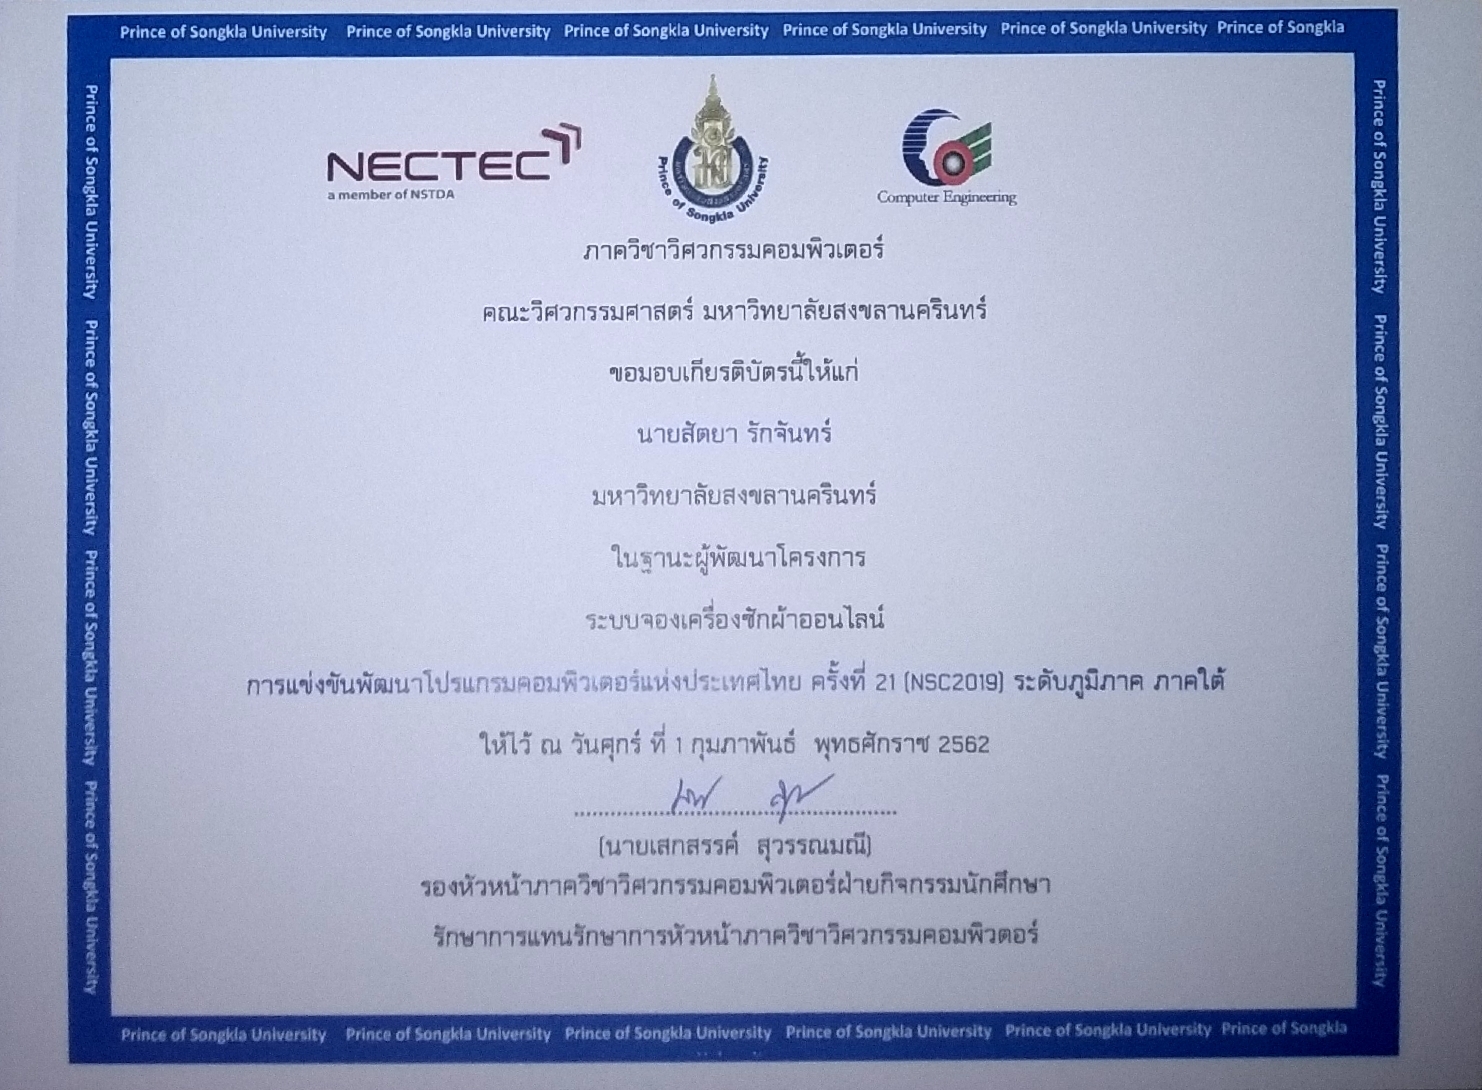 Prince of Songkla University Prince of Songkla University Prince of Songkla University Prince of Songkla University Prince of Songkla University Prince of Songkla
Prince of Songkla University Prince of Songkla University Prince of Songkla University Prince of Songkla University
NECTEC
a member of NSTDA
Prince of Songkla University
Computer Engineering
ภาควิชาวิศวกรรมคอมพิวเตอร์
คณะวิศวกรรมศาสตร์ มหาวิทยาลัยสงขลานครินทร์
ขอมอบเกียรติบัตรนี้ให้แก่
นายสัตยา รักจันทร์
มหาวิทยาลัยสงขลานครินทร์
ในฐานะผู้พัฒนาโครงการ
ระบบจองเครื่องซักผ้าออนไลน์
การแข่งขันพัฒนาโปรแกรมคอมพิวเตอร์แห่งประเทศไทย ครั้งที่ 21 (NSC2019) ระดับภูมิภาค ภาคใต้
ให้ไว้ ณ วันศุกร์ ที่ 1 กุมภาพันธ์ พุทธศักราช 2562
(นายเสกสรรค์ สุวรรณมณี)
รองหัวหน้าภาควิชาวิศวกรรมคอมพิวเตอร์ฝ่ายกิจกรรมนักศึกษา
รักษาการแทนรักษาการหัวหน้าภาควิชาวิศวกรรมคอมพิวตอร์
Prince of Songkla University Prince of Songkla University Prince of Songkla University Prince of Songkla University
Prince of Songkla University Prince of Songkla University Prince of Songkla University Prince of Songkla University Prince of Songkla University Prince of Songkla